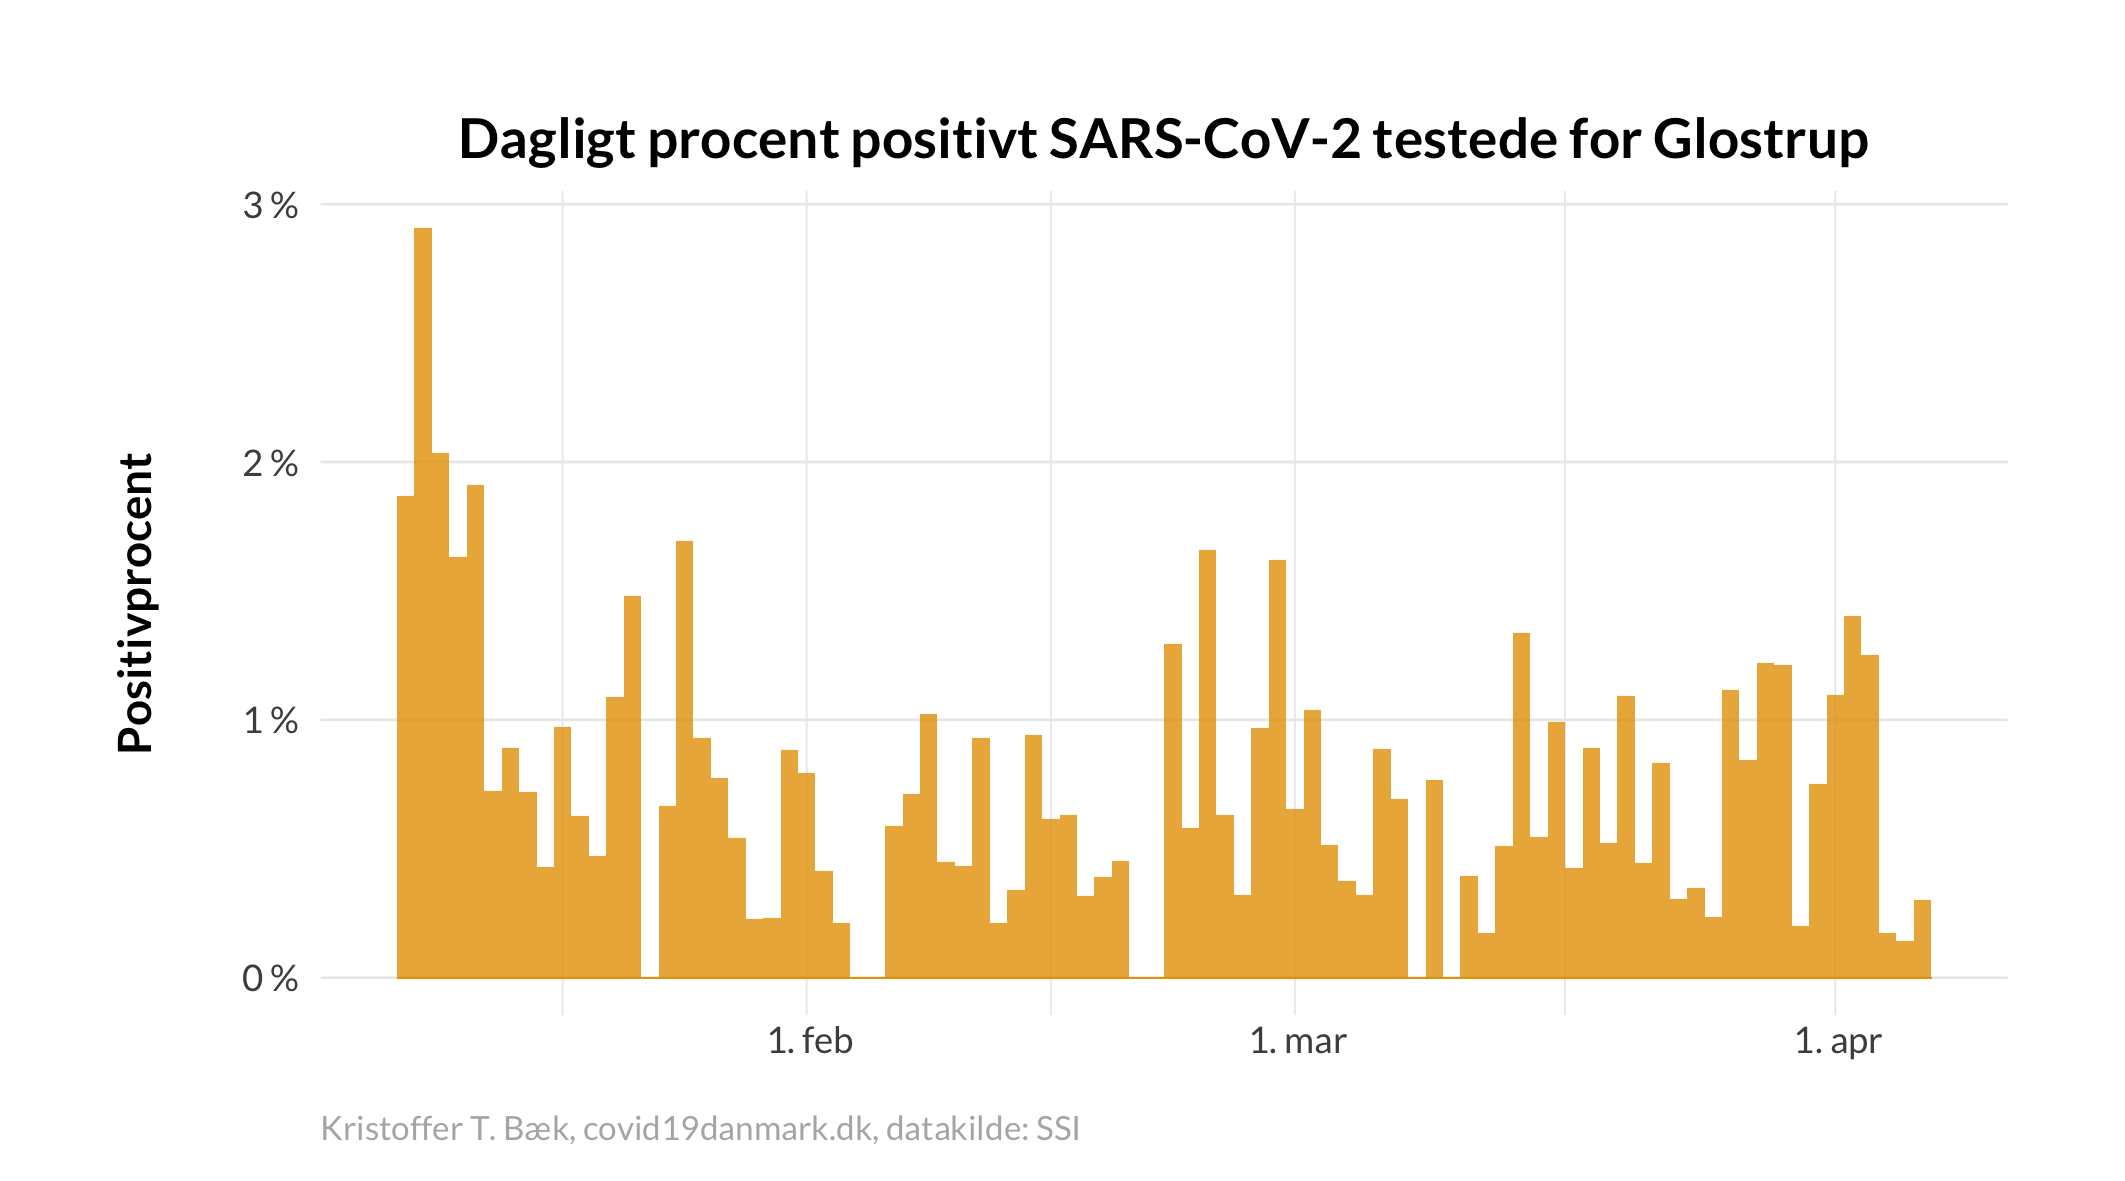 Dagligt procent positivt SARS-CoV-2 testede for Glostrup
Positivprocent
3 %
2 %
1 %
0 %
1. feb
1. mar
1. apr
Kristoffer T. Bæk, covid19danmark.dk, datakilde: SSI